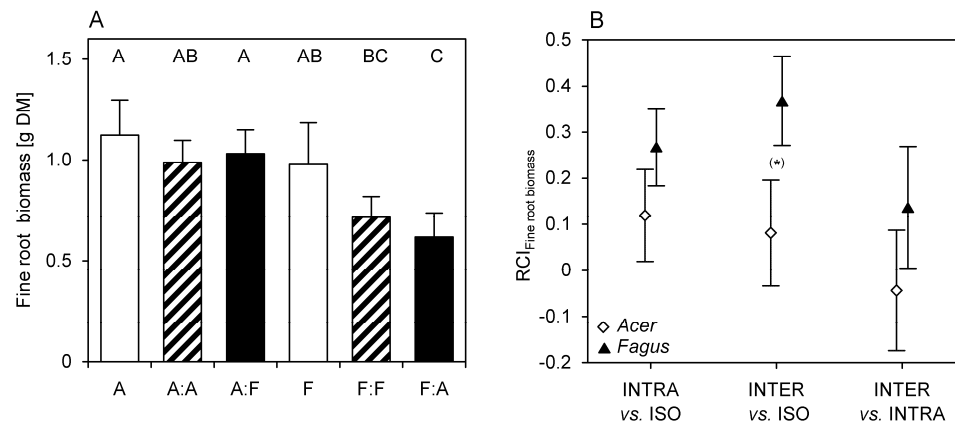 A
Fine root biomass [g DM]
1.5
1.0
0.5
0
A AB A AB BC C
A A:A A:F F F:F F:A
B
RCI Fine root biomass
0.5
0.4
0.3
0.2
0.1
0
-0.1
-0.2
(*)
Acer
Fagus
INTRA vs. ISO
INTER vs. ISO
INTER vs. INTRA